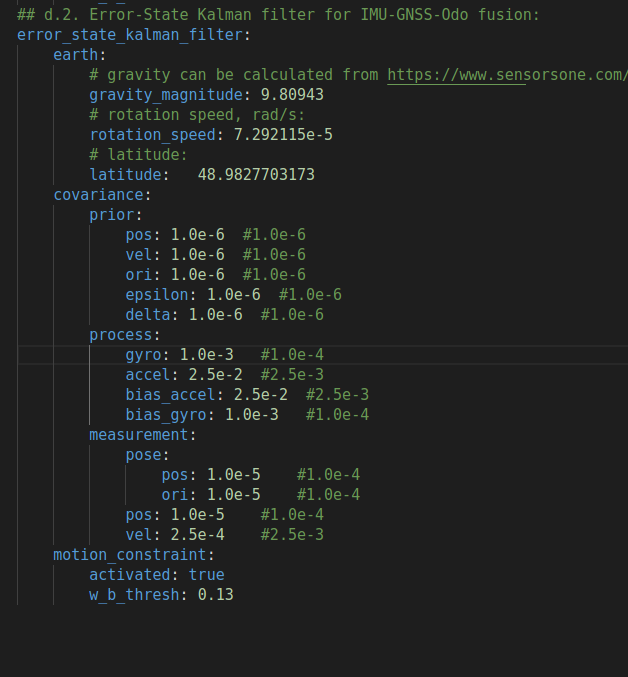 ## d.2. Error-State Kalman filter for IMU-GNSS-Odo fusion:
error_state_kalman_filter:
earth:
# gravity can be calculated from https://www.sensorsone.com/
gravity_magnitude: 9.80943
# rotation speed, rad/s:
rotation_speed: 7.292115e-5
# latitude:
latitude:   48.9827703173
covariance:
prior:
pos: 1.0e-6  #1.0e-6
vel: 1.0e-6  #1.0e-6
ori: 1.0e-6  #1.0e-6
epsilon: 1.0e-6  #1.0e-6
delta: 1.0e-6  #1.0e-6
process:
gyro: 1.0e-3   #1.0e-4
accel: 2.5e-2  #2.5e-3
bias_accel: 2.5e-2  #2.5e-3
bias_gyro: 1.0e-3   #1.0e-4
measurement:
pose:
pos: 1.0e-5    #1.0e-4
ori: 1.0e-5    #1.0e-4
pos: 1.0e-5    #1.0e-4
vel: 2.5e-4    #2.5e-3
motion_constraint:
activated: true
w_b_thresh: 0.13